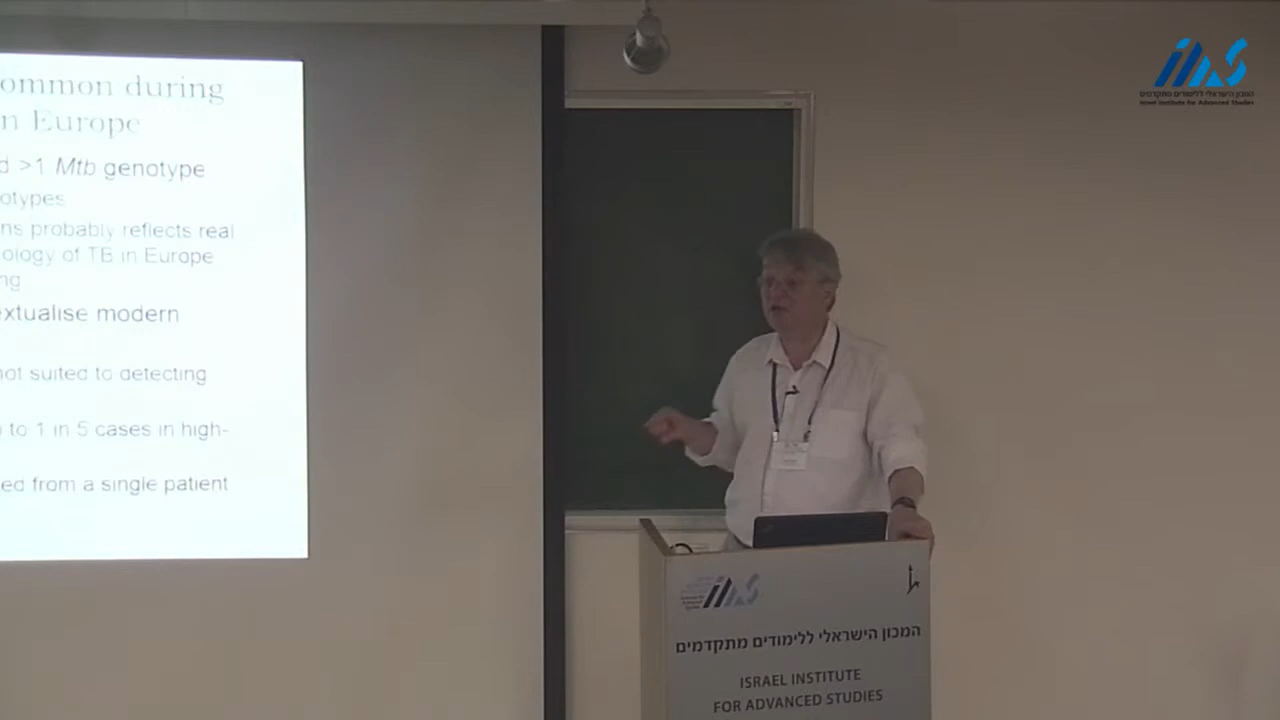 ommon during
n Europe
d >1 Mtb genotype
otypes
ns probably reflects real
ology of TB in Europe
ng
extualise modern
not suited to detecting
to 1 in 5 cases in high-
ed from a single patient
המכון הישראלי ללימודים מתקדמים
Israel Institute for Advanced Studies
המכון הישראלי ללימודים מתקדמים
ISRAEL INSTITUTE
FOR ADVANCED STUDIES